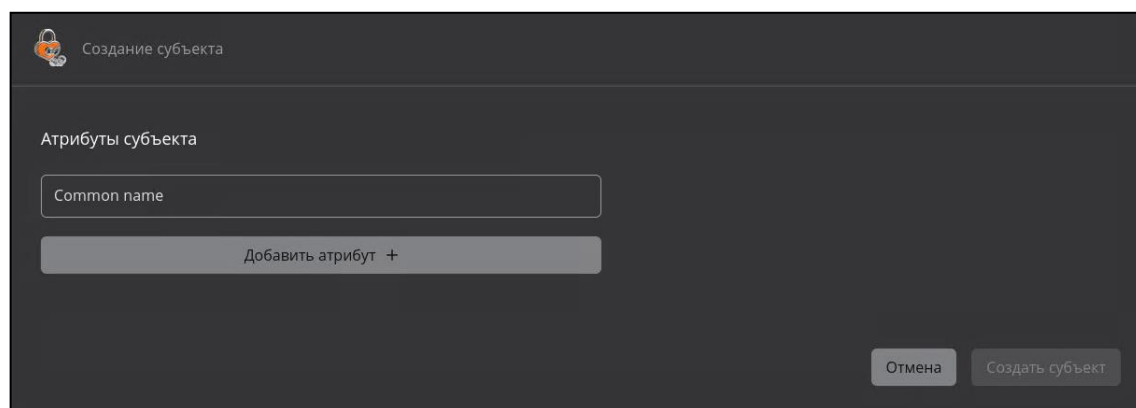 Создание субъекта
Атрибуты субъекта
Common name
Добавить атрибут +
Отмена
Создать субъект